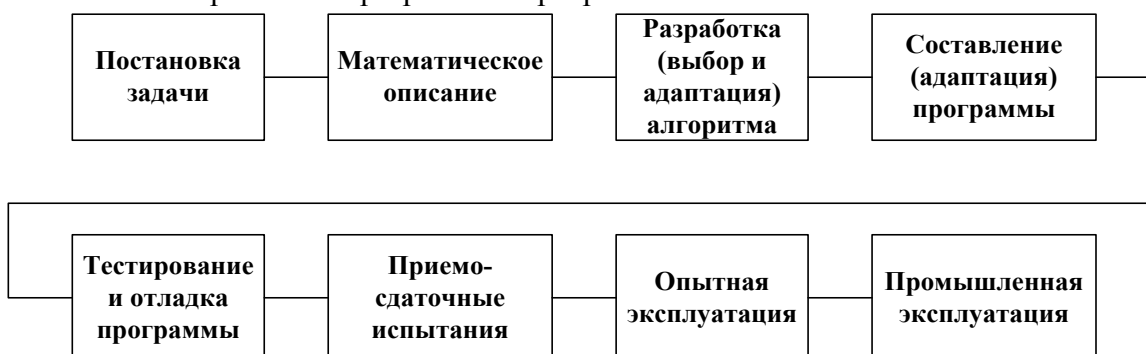 Постановка
задачи
Математическое
описание
Разработка
(выбор и
адаптация)
алгоритма
Составление
(адаптация)
программы
Тестирование
и отладка
программы
Приемо-
сдаточные
испытания
Опытная
эксплуатация
Промышленная
эксплуатация